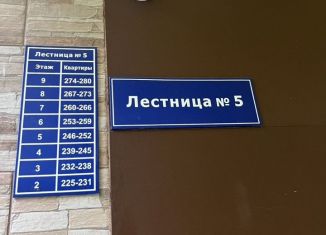 Лестница № 5
Этаж Квартиры
9 274-280
8 267-273
7 260-266
6 253-259
5 246-252
4 239-245
3 232-238
2 225-231
Лестница № 5